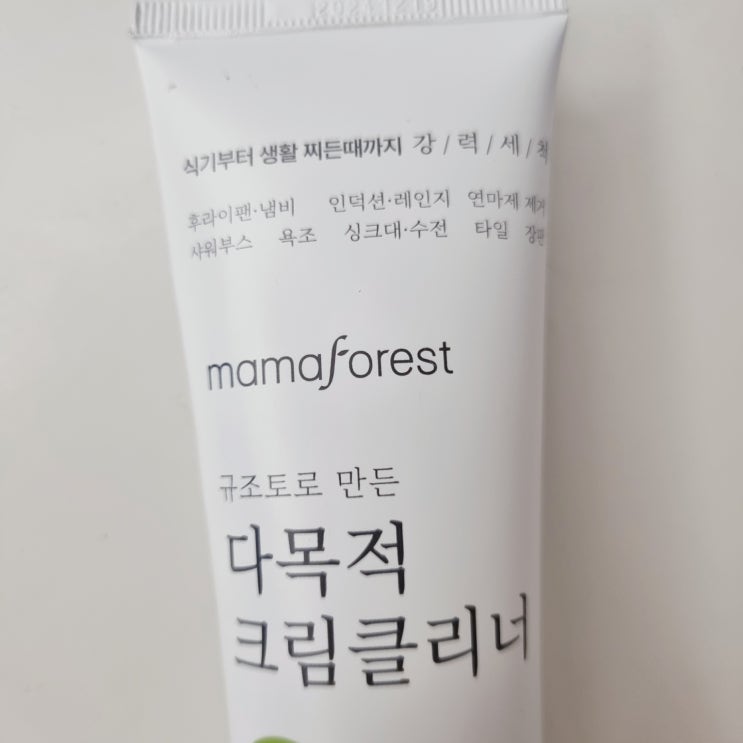 식기부터 생활 찌든때까지 강/력/세/척
후라이팬·냄비 인덕션·레인지 연마제 제거
샤워부스 욕조 싱크대·수전 타일 장판
mamaforest
규조토로 만든
다목적
크림클리너